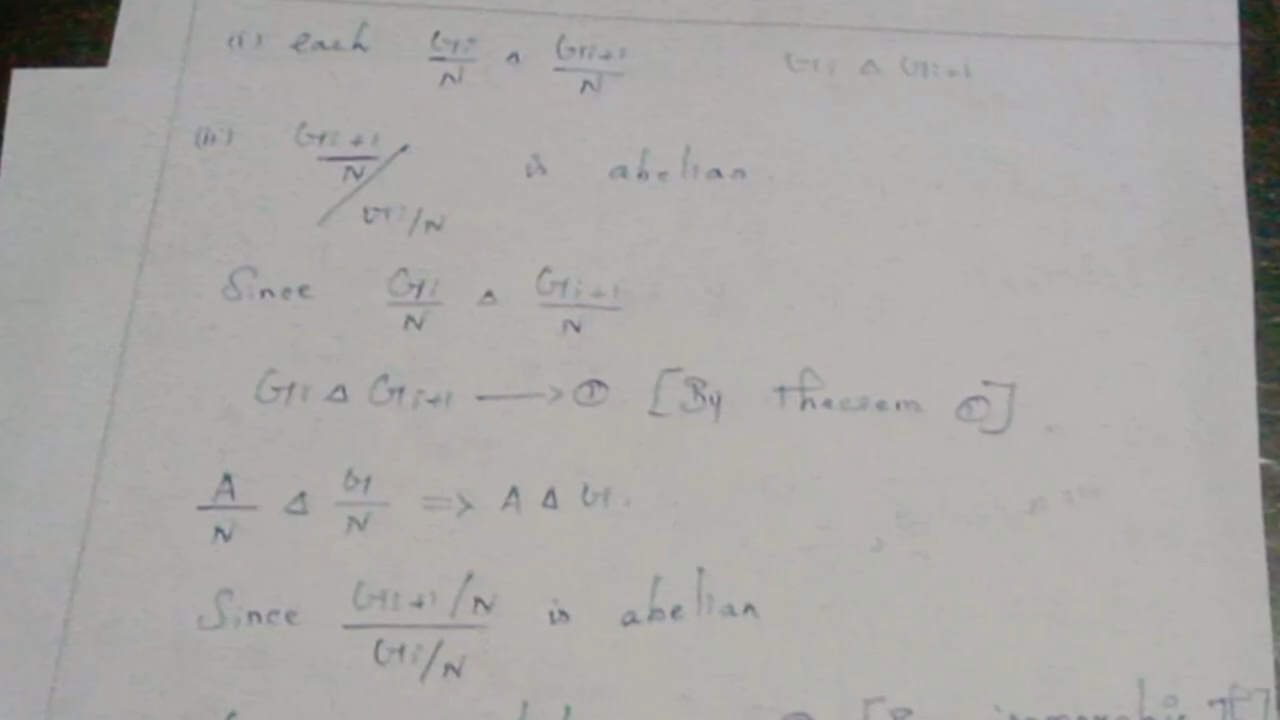 (i) each Gi/N Δ Gi+1/N Gi Δ Gi+1
(ii) Gi+1/N / Gi/N is abelian.
Since Gi/N Δ Gi+1/N
Gi Δ Gi+1 ⟶ ① [By Theorem ①]
A/N Δ G/N => A Δ G.
Since Gi+1/N / Gi/N is abelian